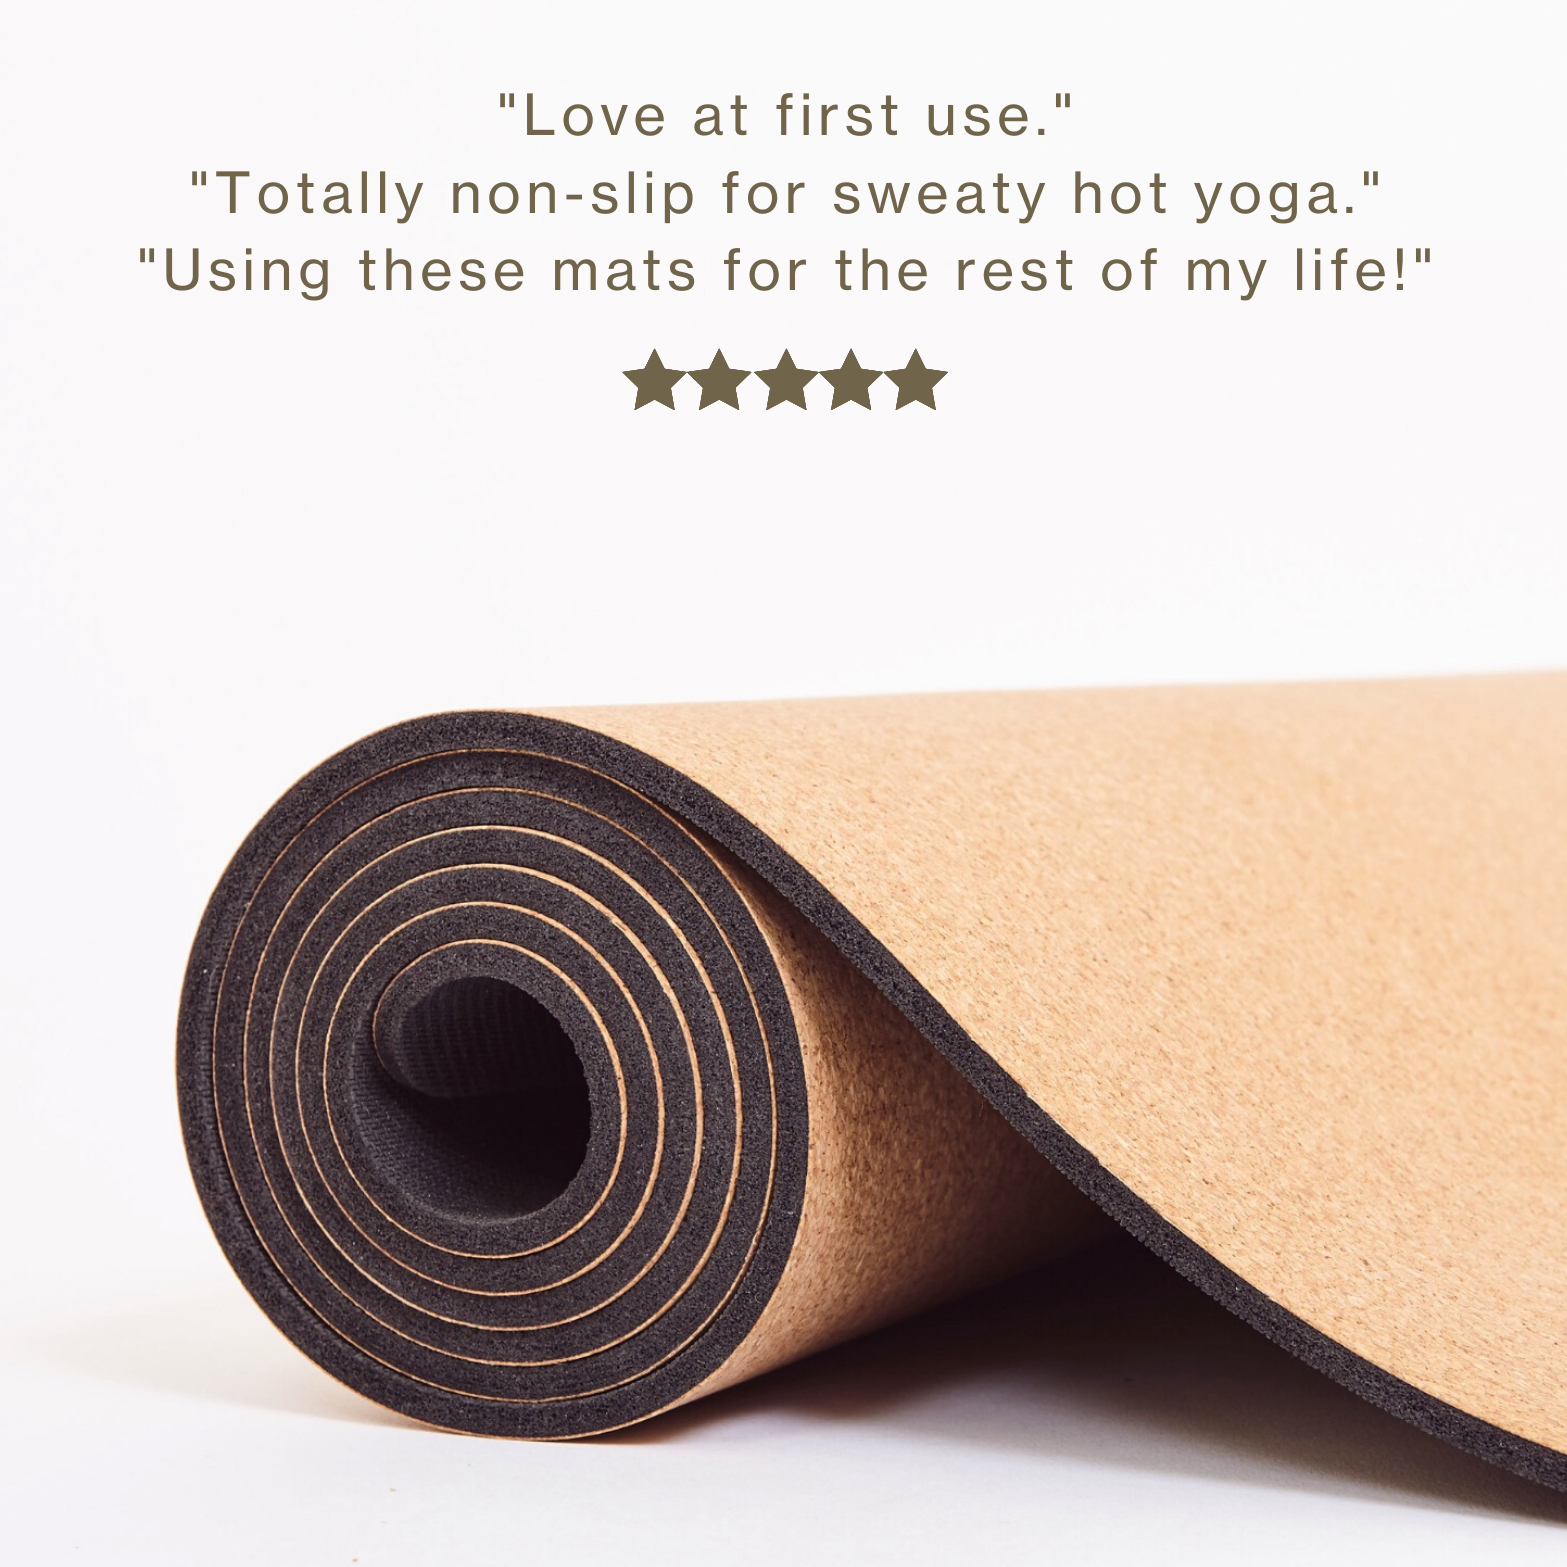 "Love at first use."
"Totally non-slip for sweaty hot yoga."
"Using these mats for the rest of my life!"